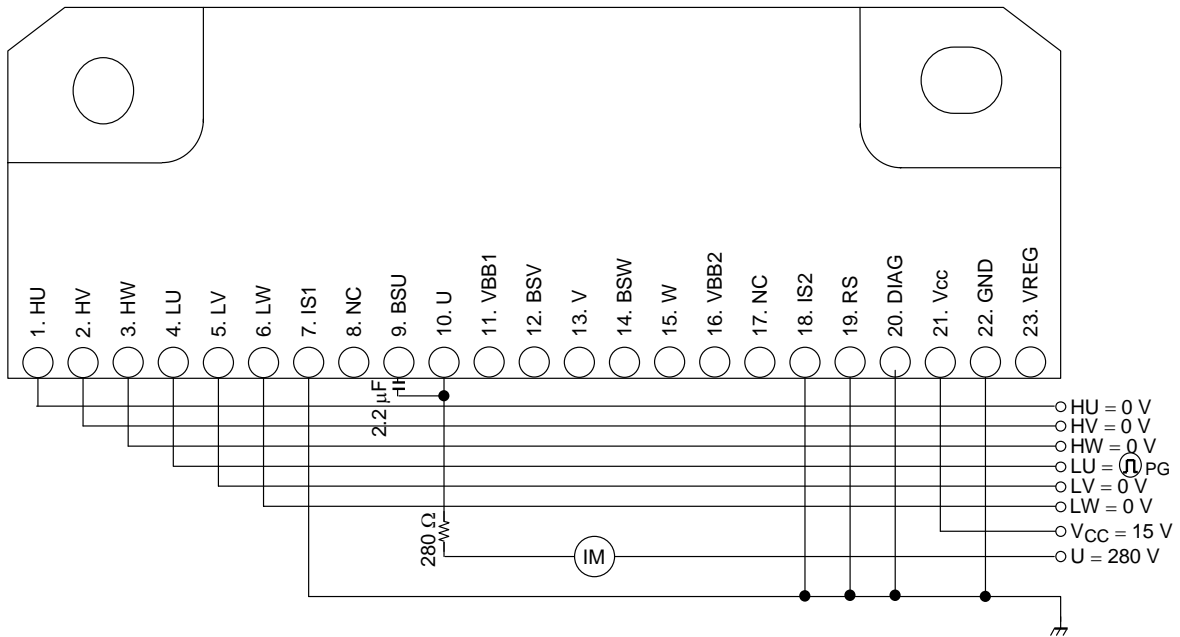 1. HU
2. HV
3. HW
4. LU
5. LV
6. LW
7. IS1
8. NC
9. BSU
10. U
11. VBB1
12. BSV
13. V
14. BSW
15. W
16. VBB2
17. NC
18. IS2
19. RS
20. DIAG
21. Vcc
22. GND
23. VREG
2.2 μF
HU = 0 V
HV = 0 V
HW = 0 V
LU = PG
LV = 0 V
LW = 0 V
280 Ω
VCC = 15 V
IM
U = 280 V